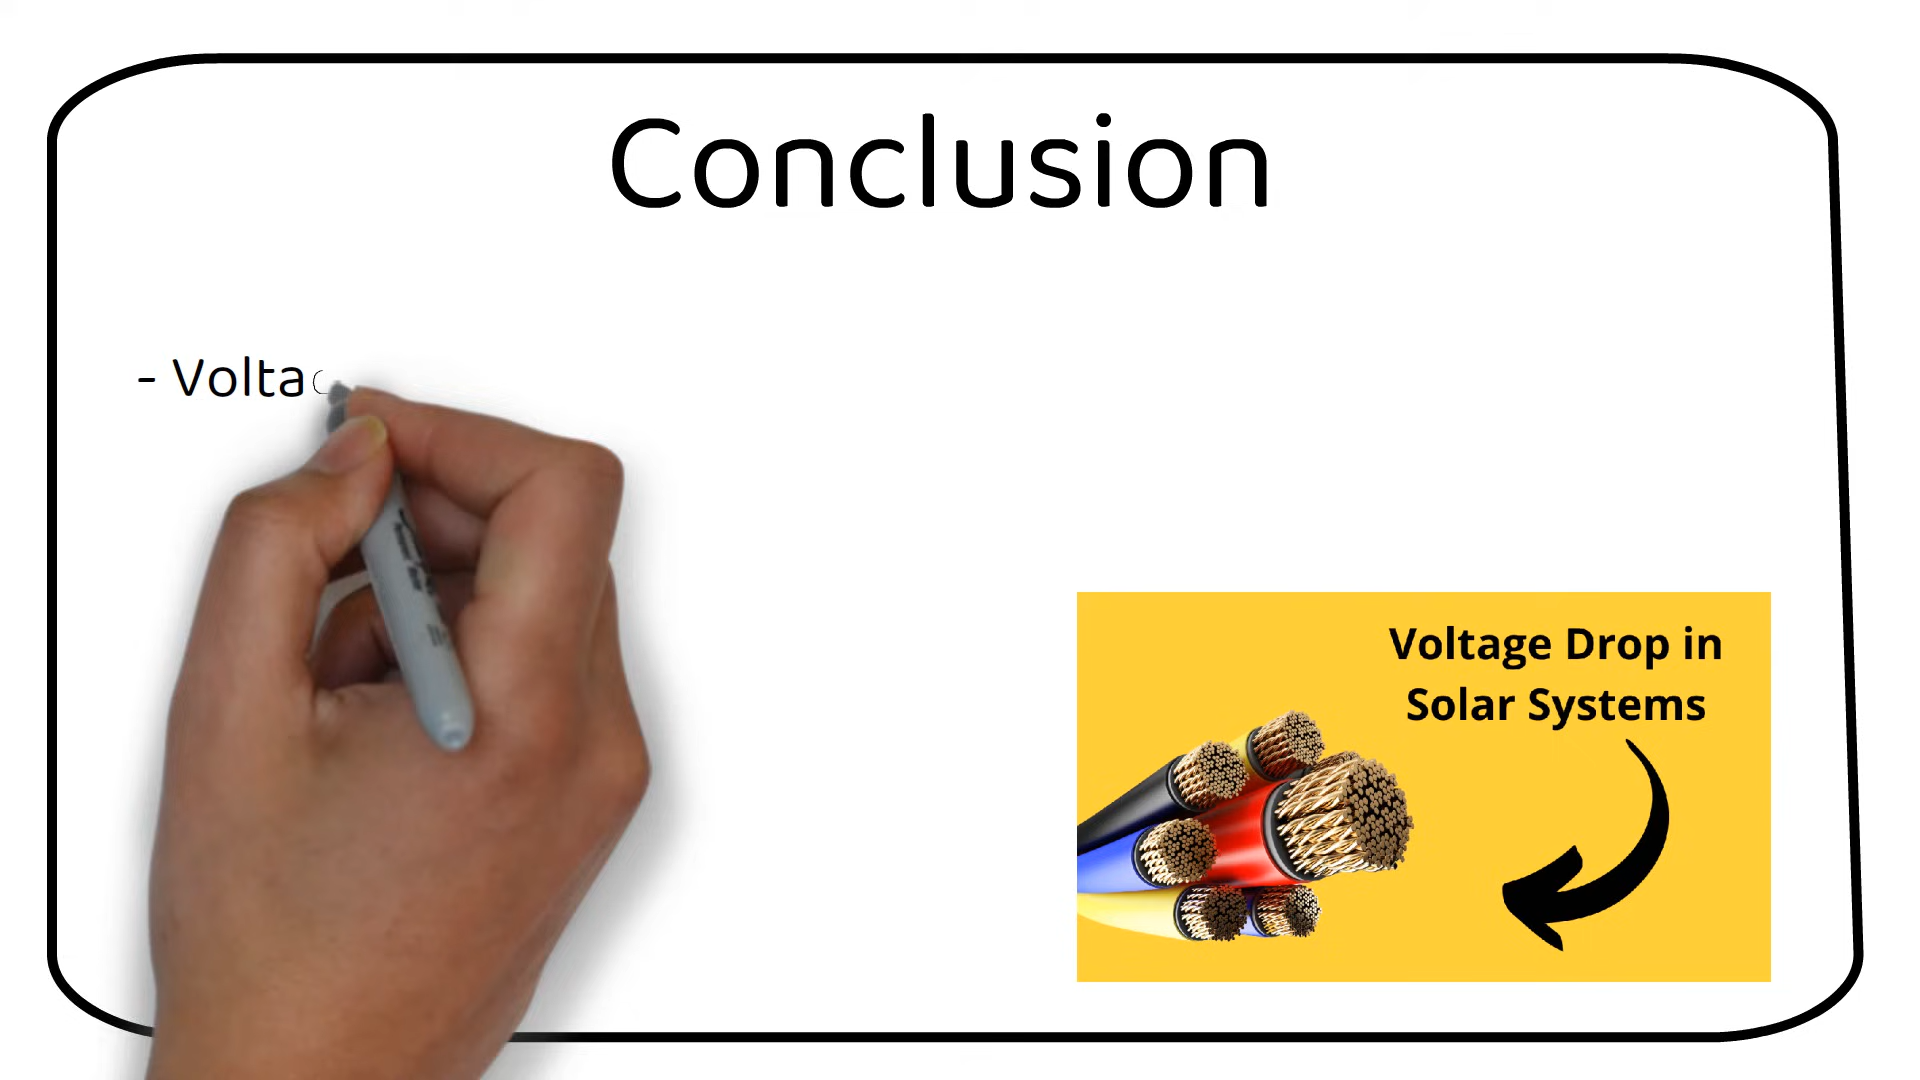 Conclusion
- Volta
Voltage Drop in
Solar Systems